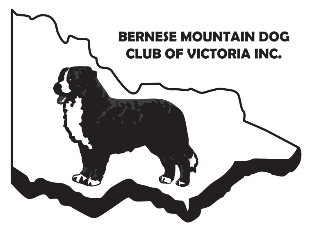 BERNESE MOUNTAIN DOG
CLUB OF VICTORIA INC.